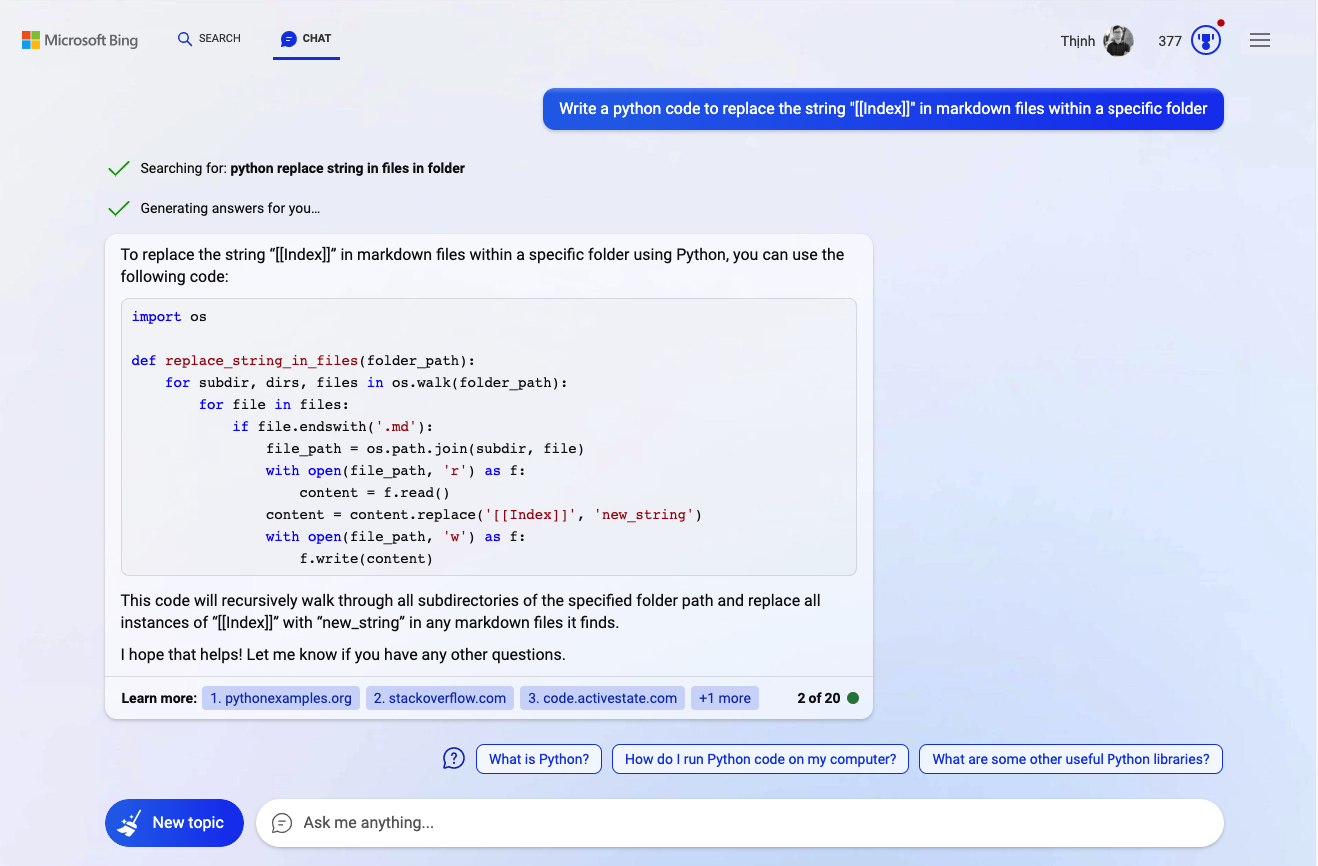 Microsoft Bing
SEARCH
CHAT
Thịnh
377
Write a python code to replace the string "[[Index]]" in markdown files within a specific folder
Searching for: python replace string in files in folder
Generating answers for you...
To replace the string “[[Index]]” in markdown files within a specific folder using Python, you can use the
following code:
import os
def replace_string_in_files(folder_path):
    for subdir, dirs, files in os.walk(folder_path):
        for file in files:
            if file.endswith('.md'):
                file_path = os.path.join(subdir, file)
                with open(file_path, 'r') as f:
                    content = f.read()
                content = content.replace('[[Index]]', 'new_string')
                with open(file_path, 'w') as f:
                    f.write(content)
This code will recursively walk through all subdirectories of the specified folder path and replace all
instances of “[[Index]]” with “new_string” in any markdown files it finds.
I hope that helps! Let me know if you have any other questions.
Learn more: 1. pythonexamples.org 2. stackoverflow.com 3. code.activestate.com +1 more 2 of 20
What is Python? How do I run Python code on my computer? What are some other useful Python libraries?
New topic
Ask me anything...